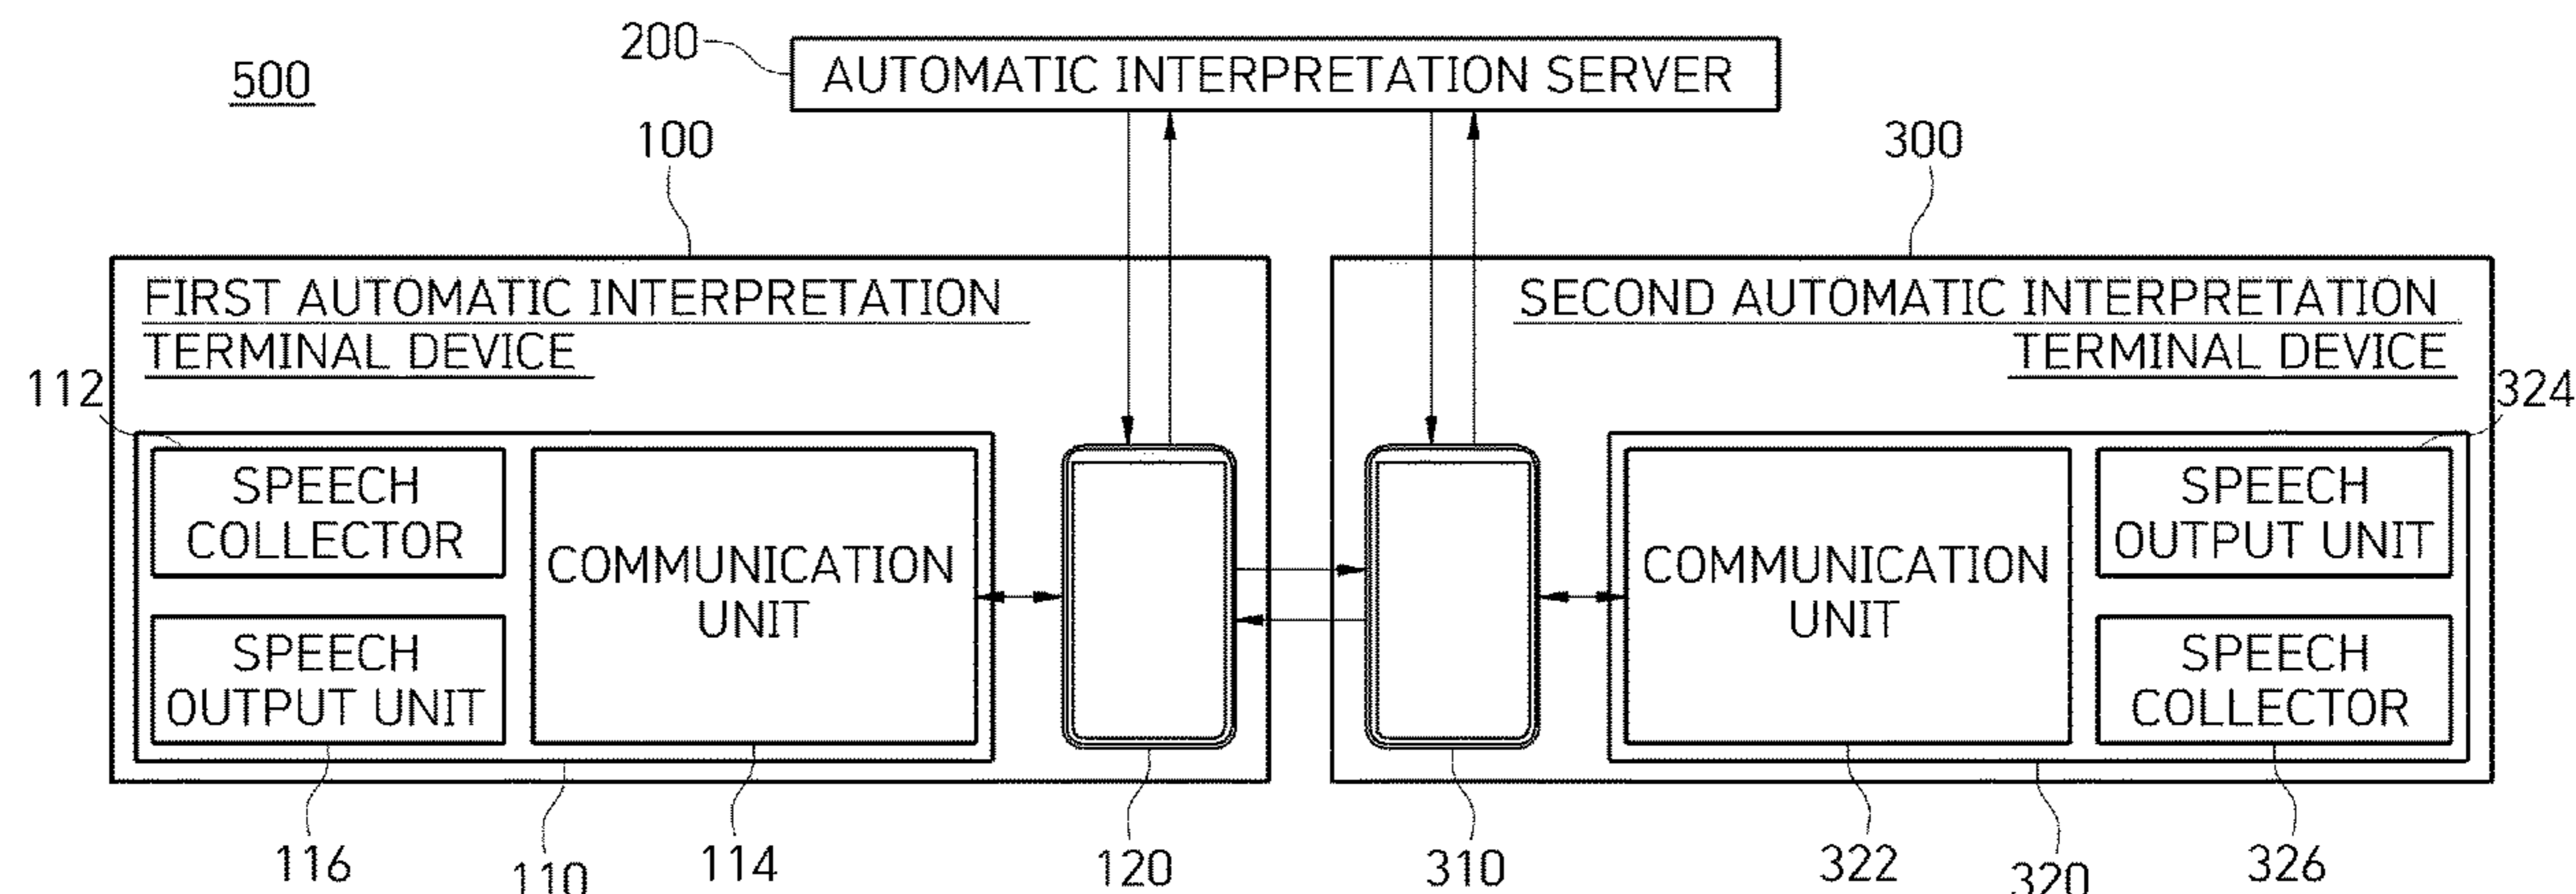 500
200
AUTOMATIC INTERPRETATION SERVER
100
300
FIRST AUTOMATIC INTERPRETATION
TERMINAL DEVICE
SECOND AUTOMATIC INTERPRETATION
TERMINAL DEVICE
112
324
SPEECH
COLLECTOR
COMMUNICATION
UNIT
SPEECH
OUTPUT UNIT
COMMUNICATION
UNIT
SPEECH
OUTPUT UNIT
SPEECH
COLLECTOR
116
110
114
120
310
322
320
326